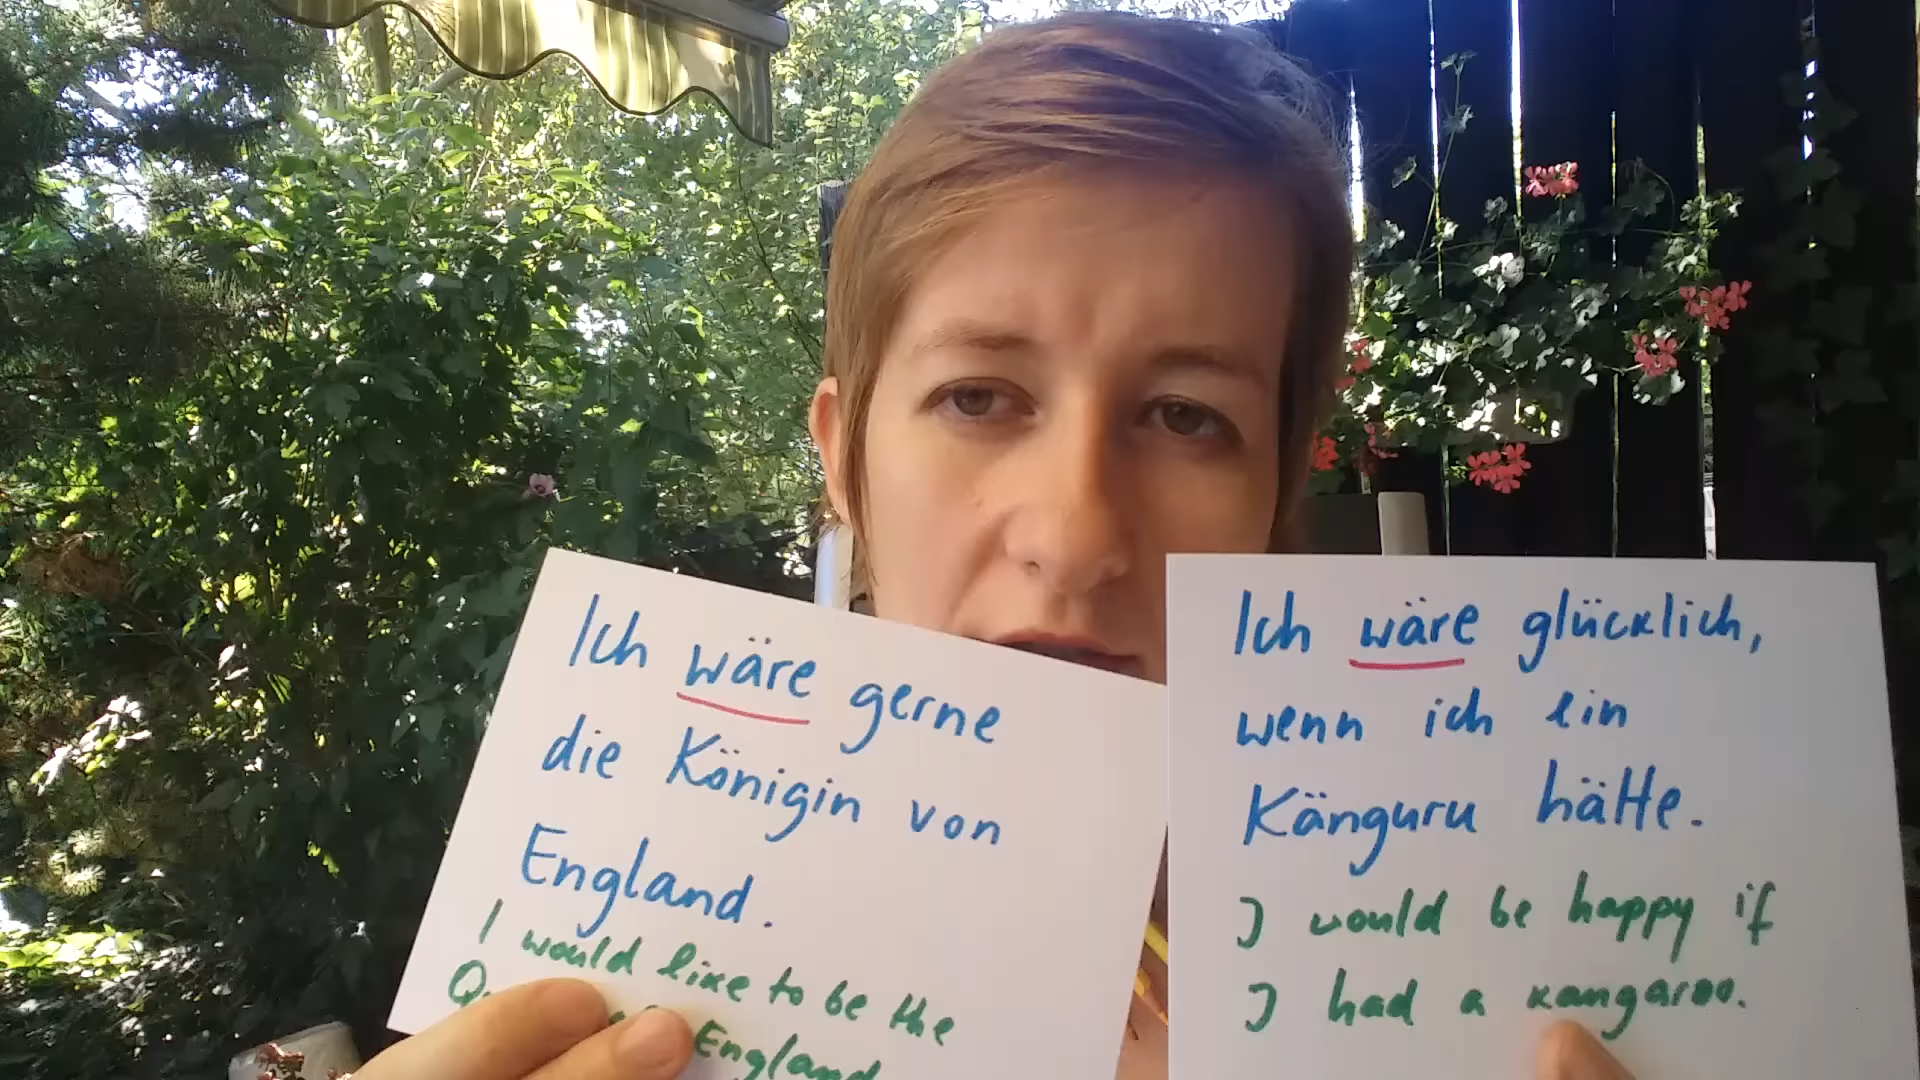 Ich wäre gerne
die Königin von
England.
I would like to be the
England
Ich wäre glücklich,
wenn ich ein
Känguru hätte.
I would be happy if
I had a kangaroo.